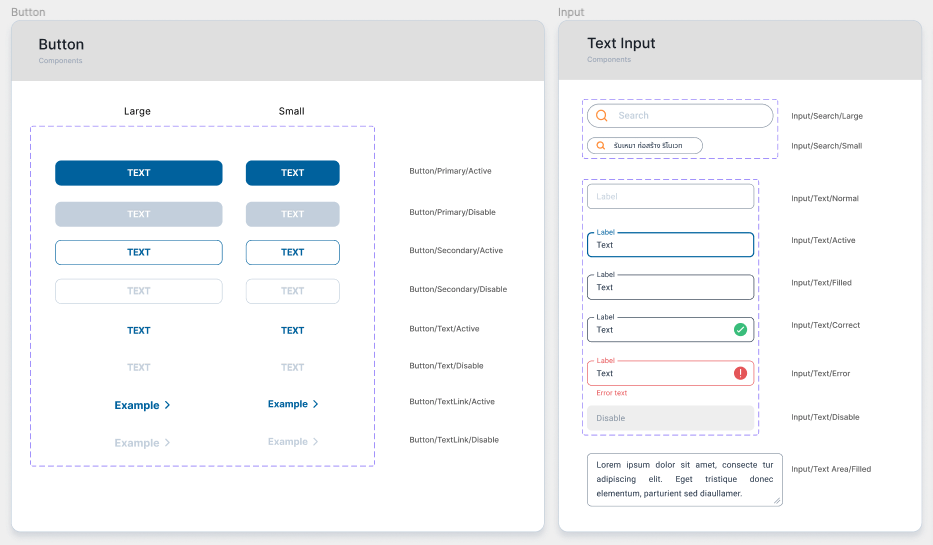 Button
Button
Components
Large
Small
TEXT
TEXT
Button/Primary/Active
TEXT
TEXT
Button/Primary/Disable
TEXT
TEXT
Button/Secondary/Active
TEXT
TEXT
Button/Secondary/Disable
TEXT
TEXT
Button/Text/Active
TEXT
TEXT
Button/Text/Disable
Example
Example
Button/TextLink/Active
Example
Example
Button/TextLink/Disable
Input
Text Input
Components
Search
Input/Search/Large
รับเหมา ก่อสร้าง รีโนเวท
Input/Search/Small
Label
Input/Text/Normal
Label
Text
Input/Text/Active
Label
Text
Input/Text/Filled
Label
Text
Input/Text/Correct
Label
Text
Input/Text/Error
Error text
Disable
Input/Text/Disable
Lorem ipsum dolor sit amet, consecte tur
adipiscing elit. Eget tristique donec
elementum, parturient sed diaullamer.
Input/Text Area/Filled